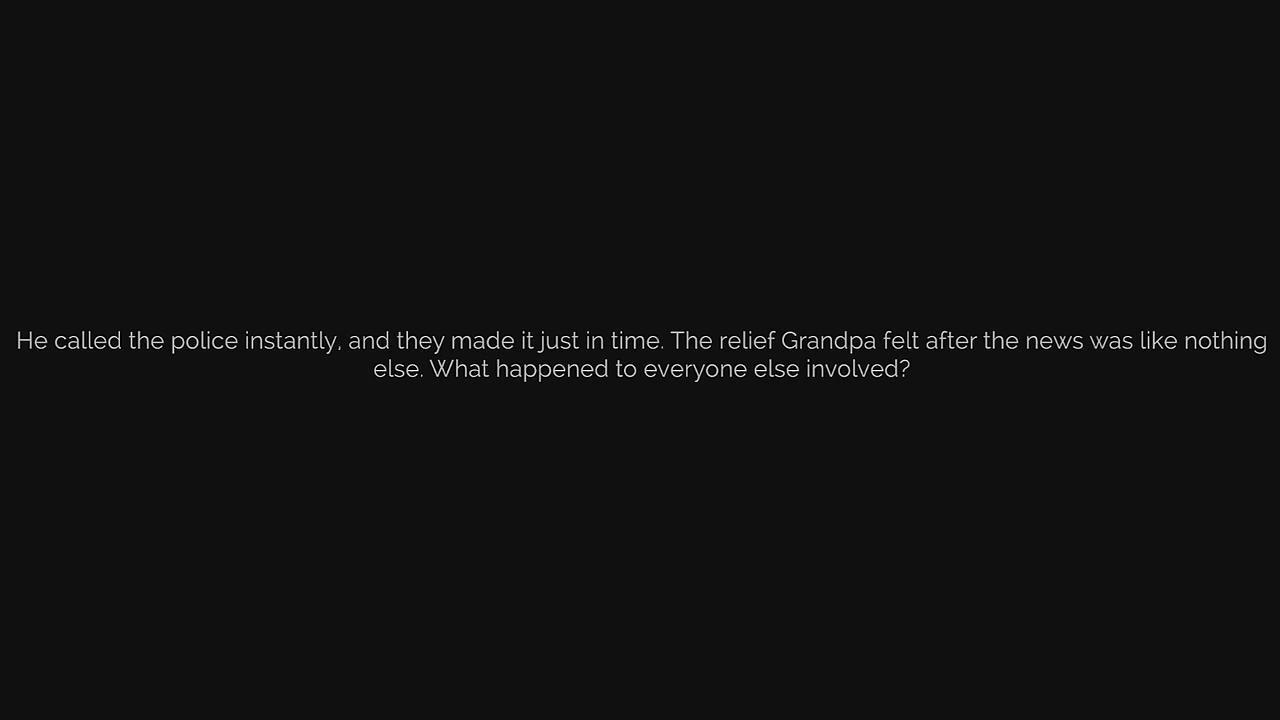 He called the police instantly, and they made it just in time. The relief Grandpa felt after the news was like nothing
else. What happened to everyone else involved?